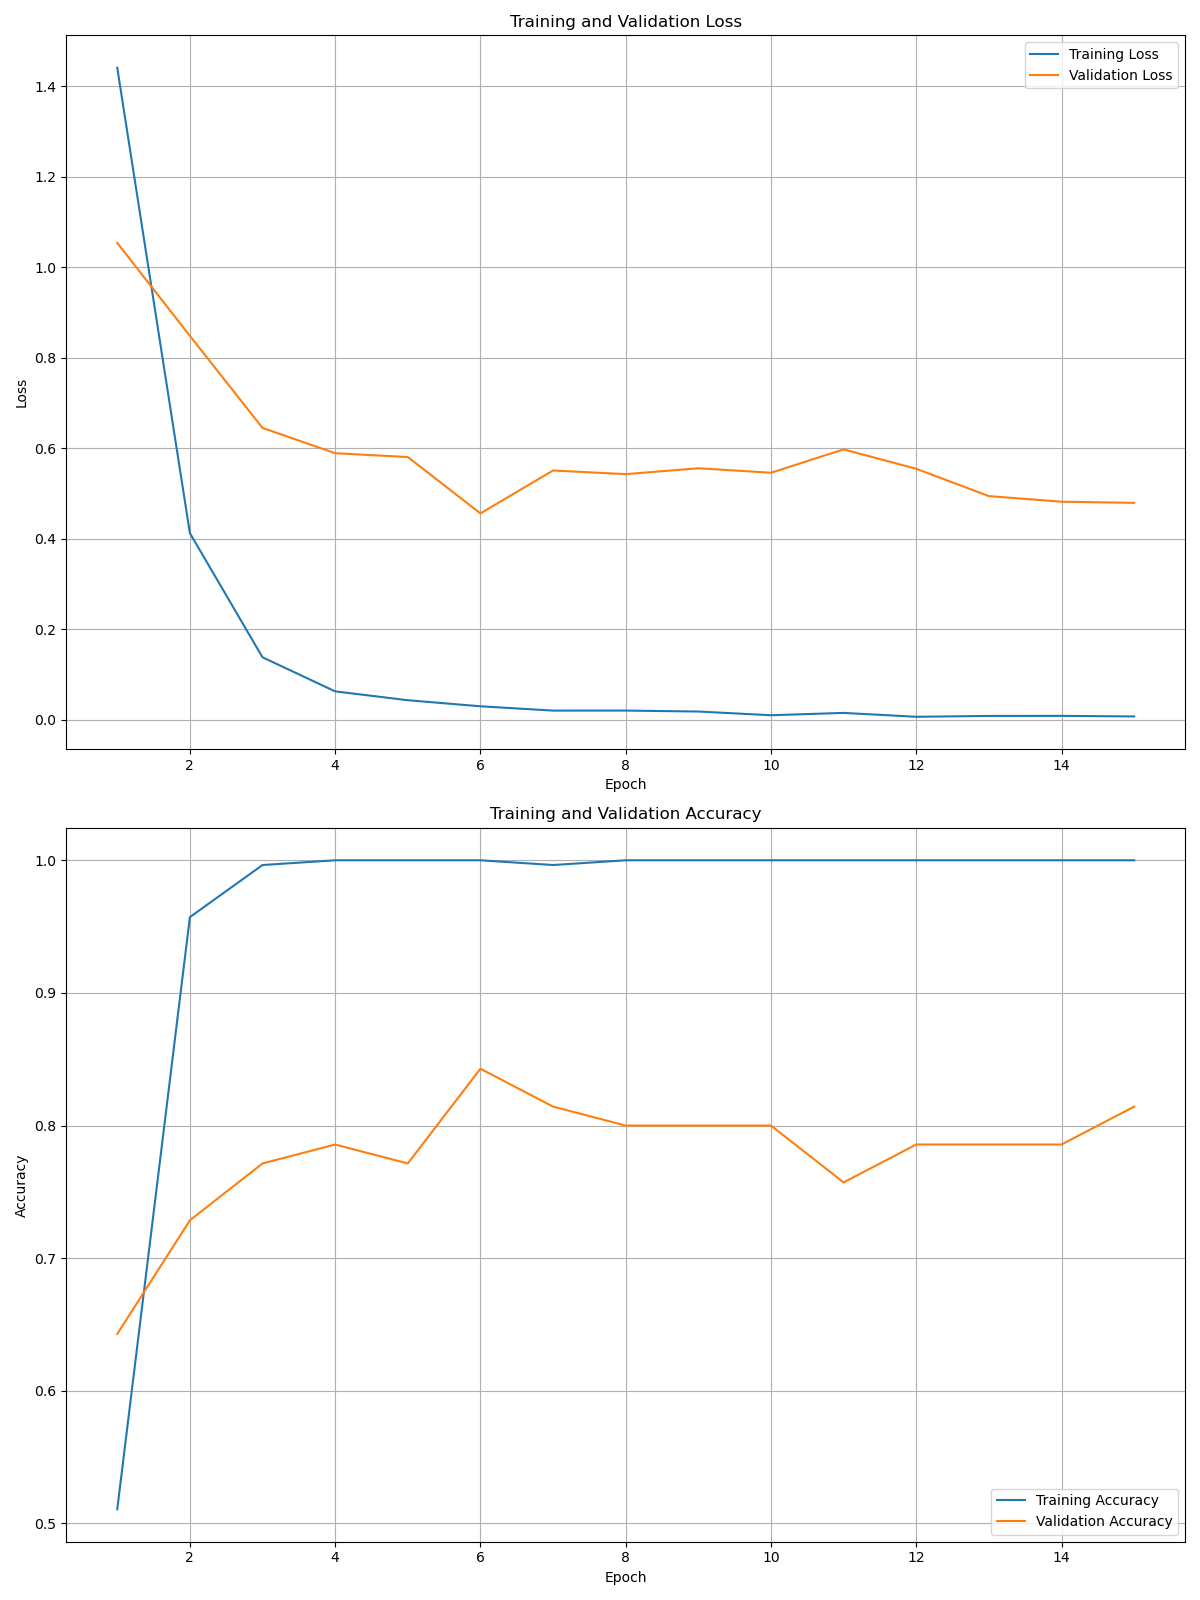 Training and Validation Loss
Training Loss
Validation Loss
1.4
1.2
1.0
0.8
0.6
0.4
0.2
0.0
Loss
2 4 6 8 10 12 14
Epoch
Training and Validation Accuracy
1.0
0.9
0.8
0.7
0.6
0.5
Accuracy
Training Accuracy
Validation Accuracy
2 4 6 8 10 12 14
Epoch